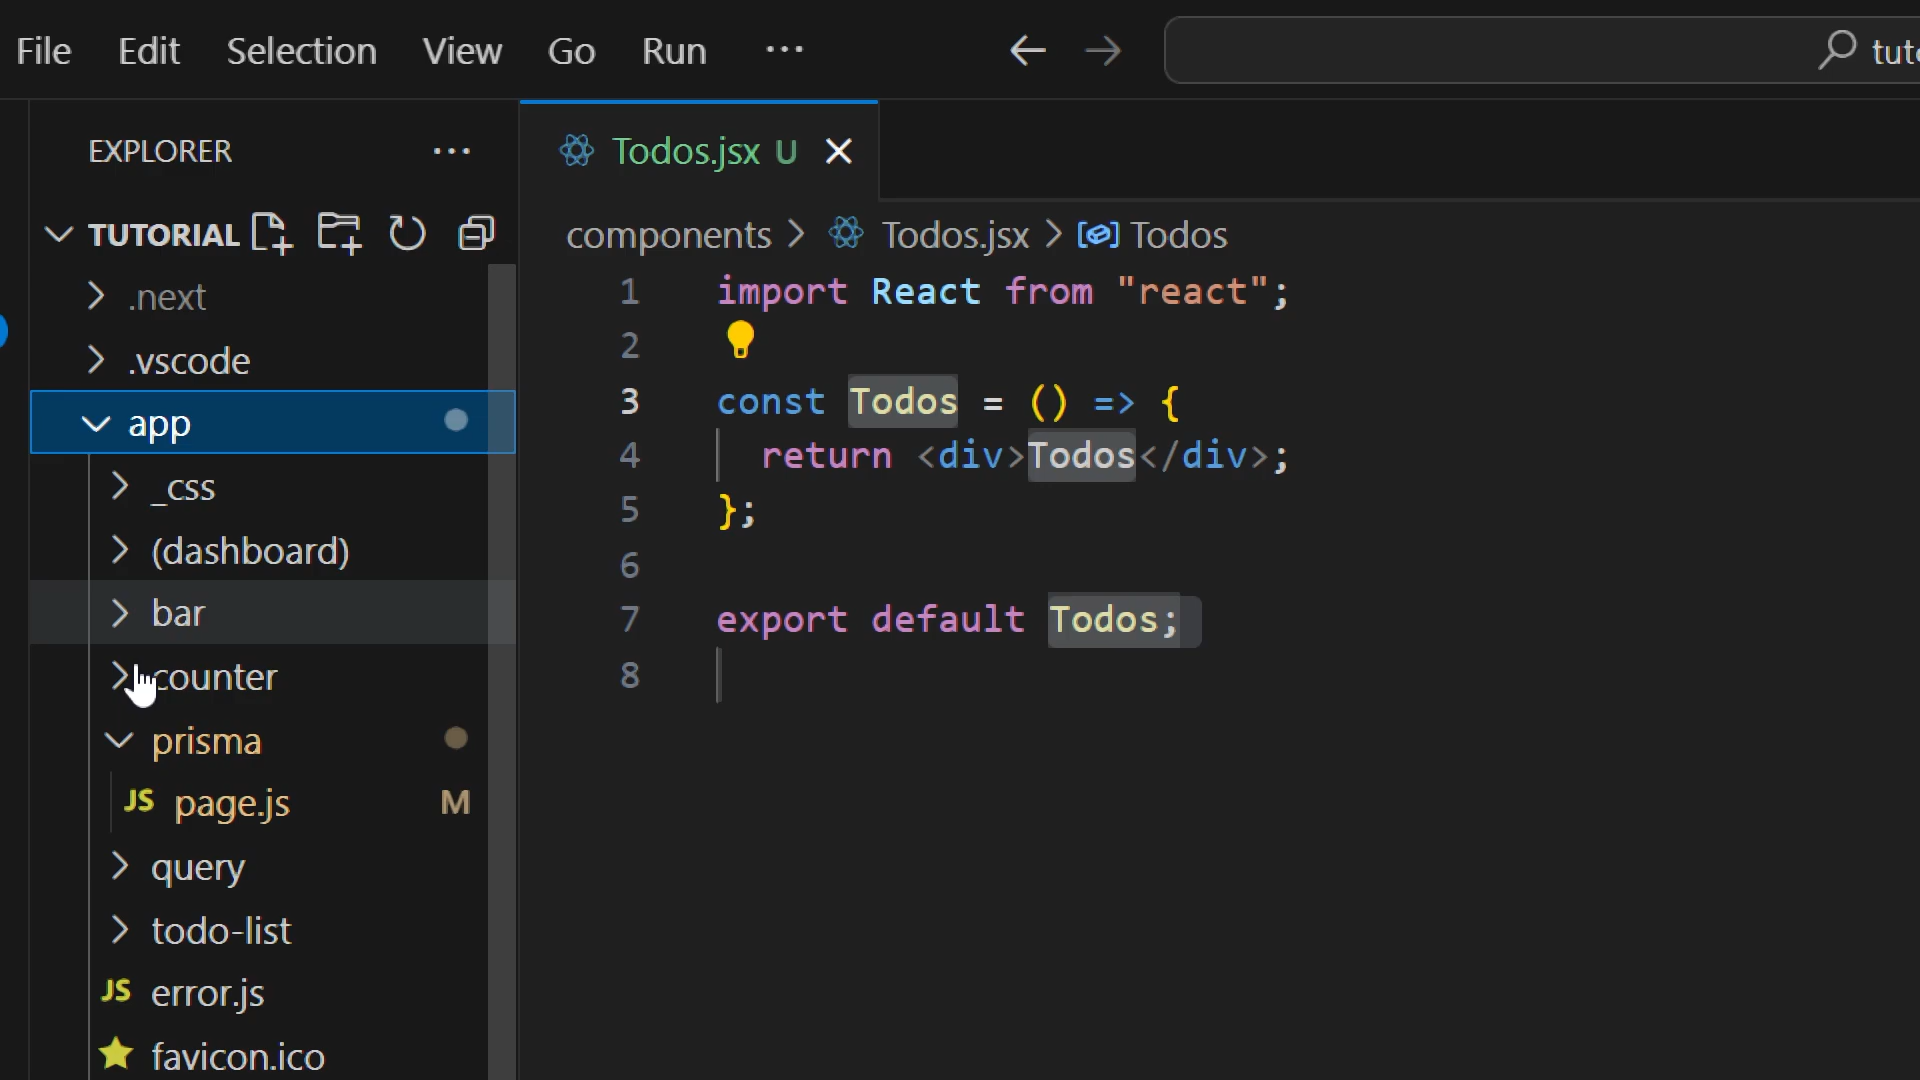 File Edit Selection View Go Run ···
EXPLORER ···
TUTORIAL
.next
.vscode
app
_css
(dashboard)
bar
counter
prisma
JS page.js M
query
todo-list
JS error.js
favicon.ico
Todos.jsx U
components > Todos.jsx > Todos
1 import React from "react";
2
3 const Todos = () => {
4 return <div>Todos</div>;
5 };
6
7 export default Todos;
8